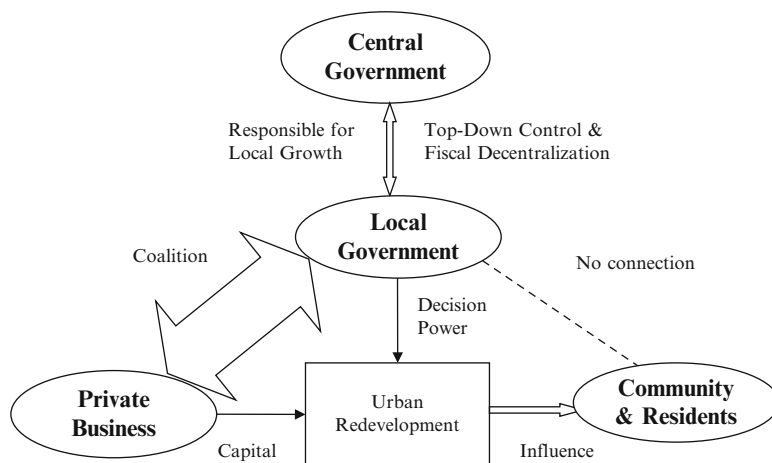 Central
Government
Responsible for
Local Growth
Top-Down Control &
Fiscal Decentralization
Local
Government
Coalition
No connection
Decision
Power
Private
Business
Urban
Redevelopment
Community
& Residents
Capital
Influence